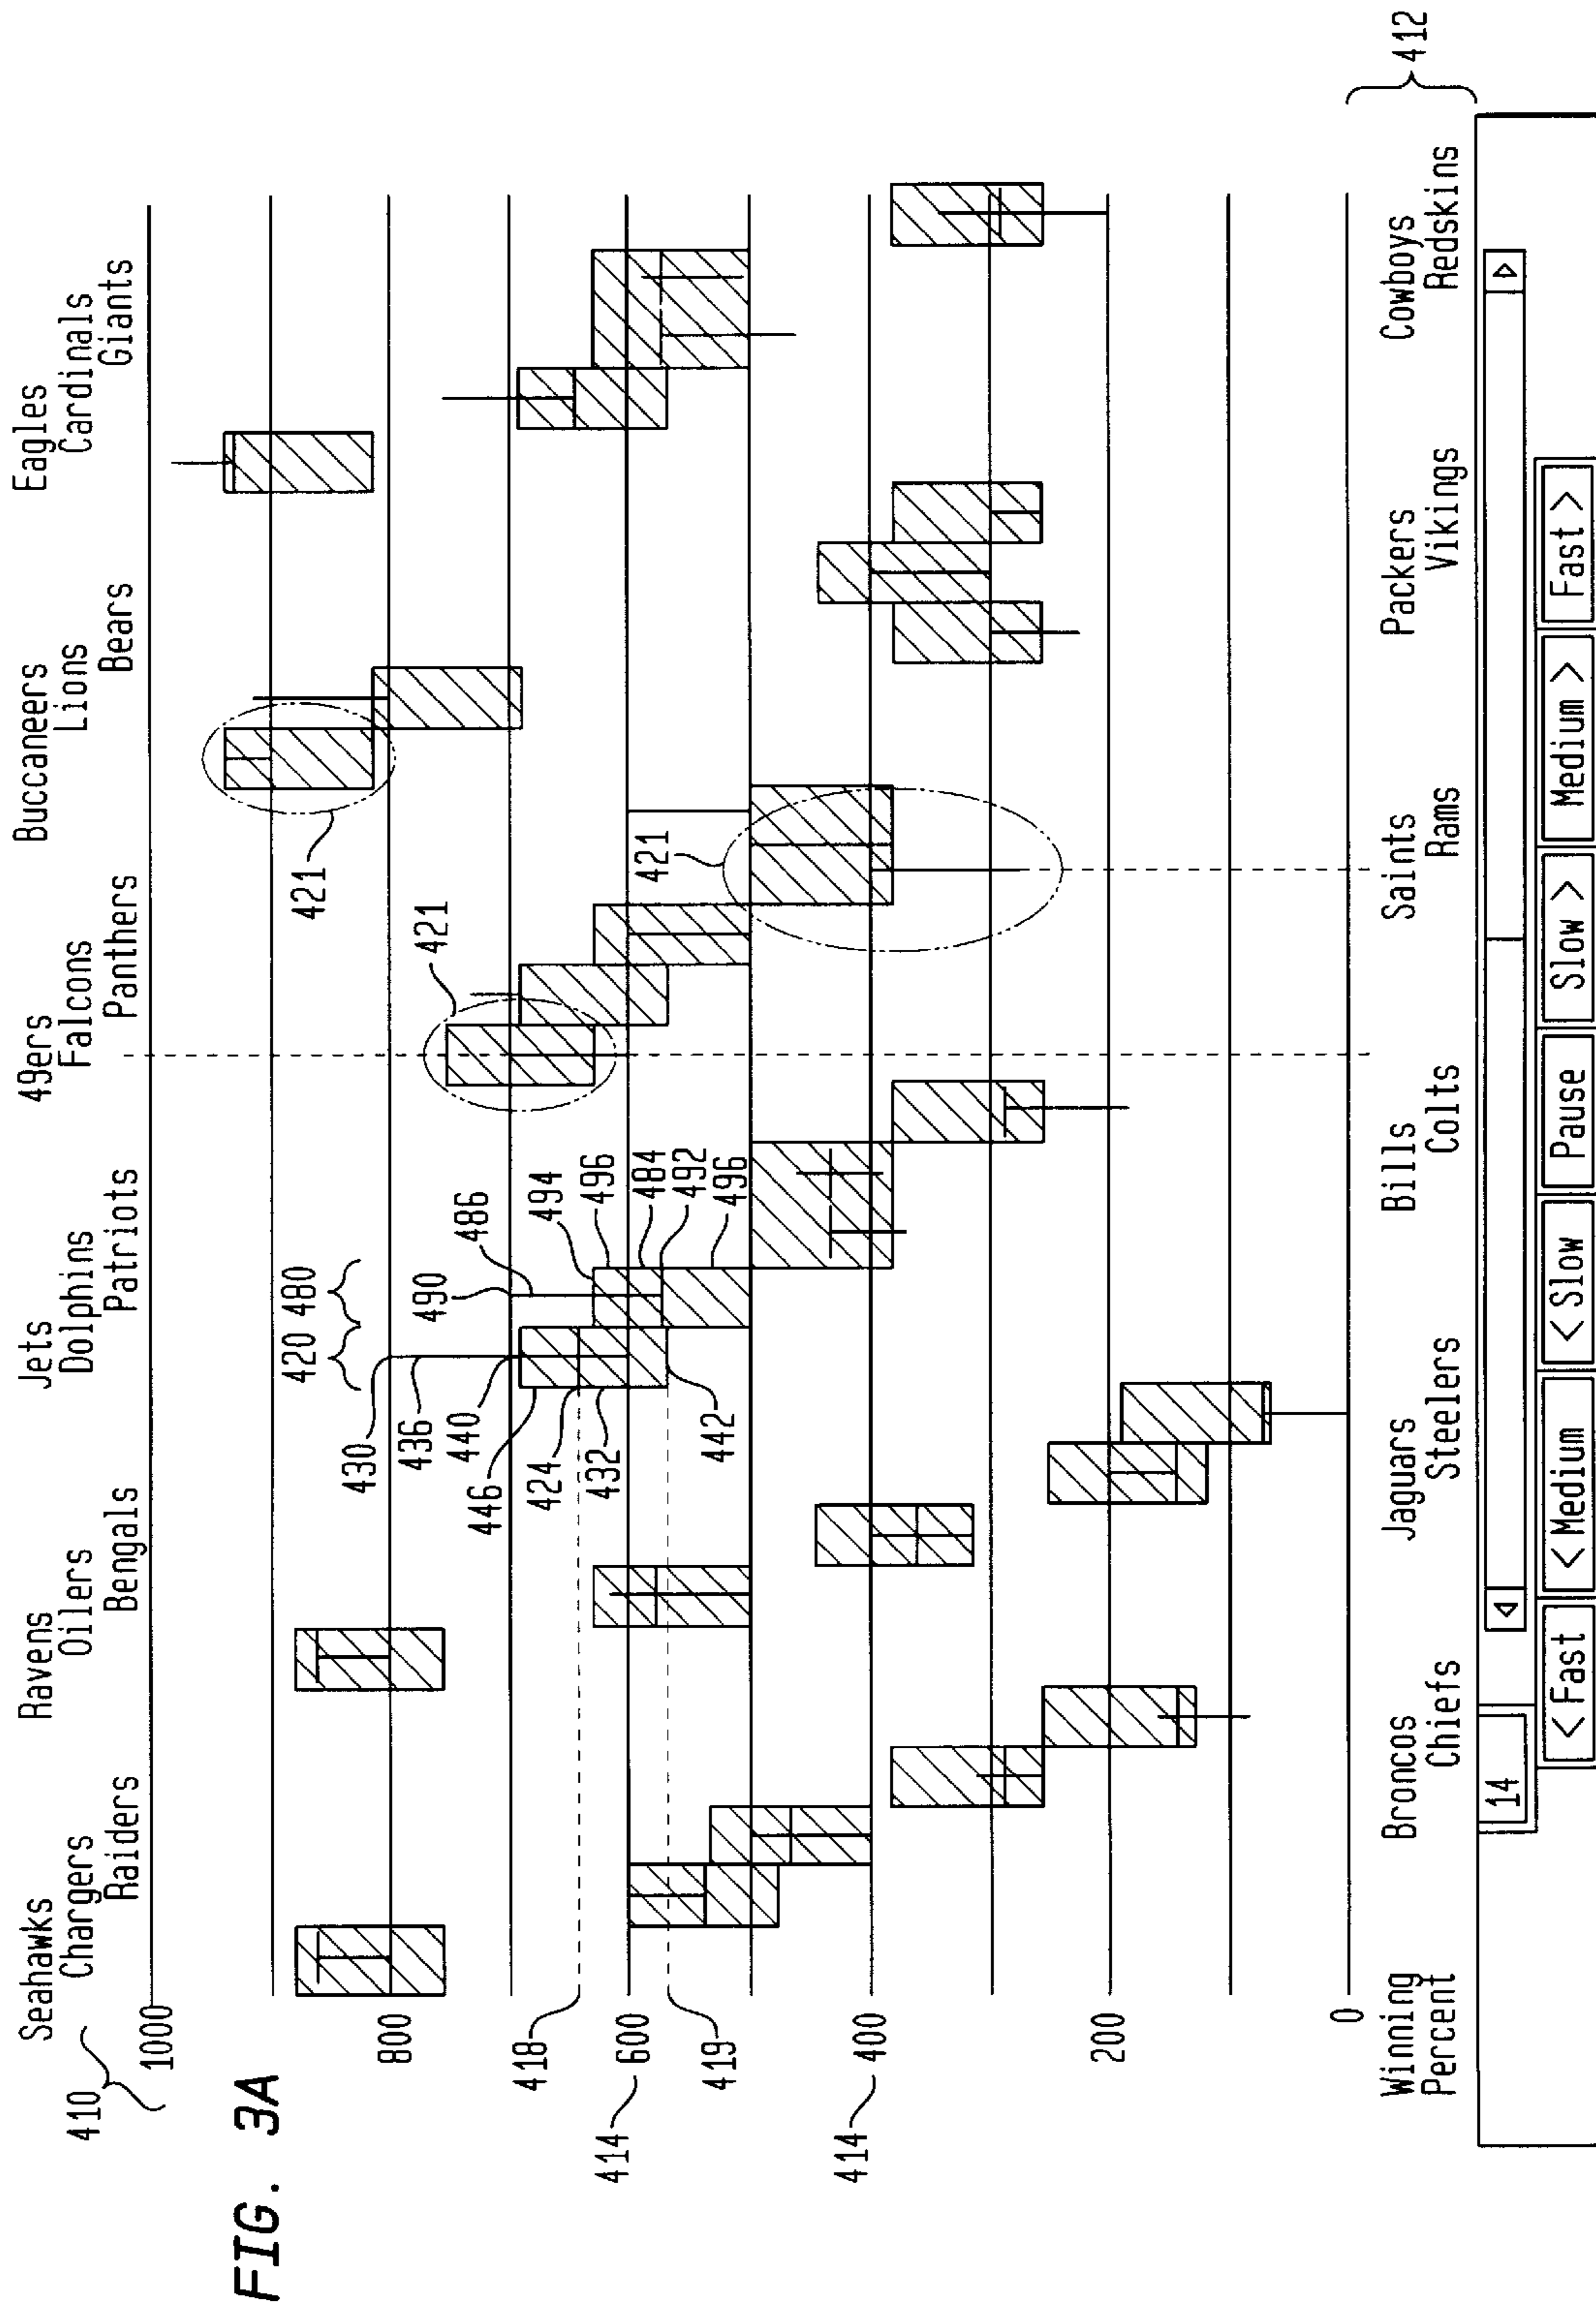 FIG. 3A
410
Seahawks
Chargers
Raiders
Ravens
Oilers
Bengals
Jets
Dolphins
Patriots
49ers
Falcons
Panthers
Buccaneers
Lions
Bears
Eagles
Cardinals
Giants
1000
800
418
600
414
419
400
414
200
0
420 480
430
436
440
446
424
432
442
490
486
494
496
484
492
496
421
421
421
Winning
Percent
Broncos
Chiefs
Jaguars
Steelers
Bills
Colts
Saints
Rams
Packers
Vikings
Cowboys
Redskins
412
14
< Fast
< Medium
< Slow
Pause
Slow >
Medium >
Fast >